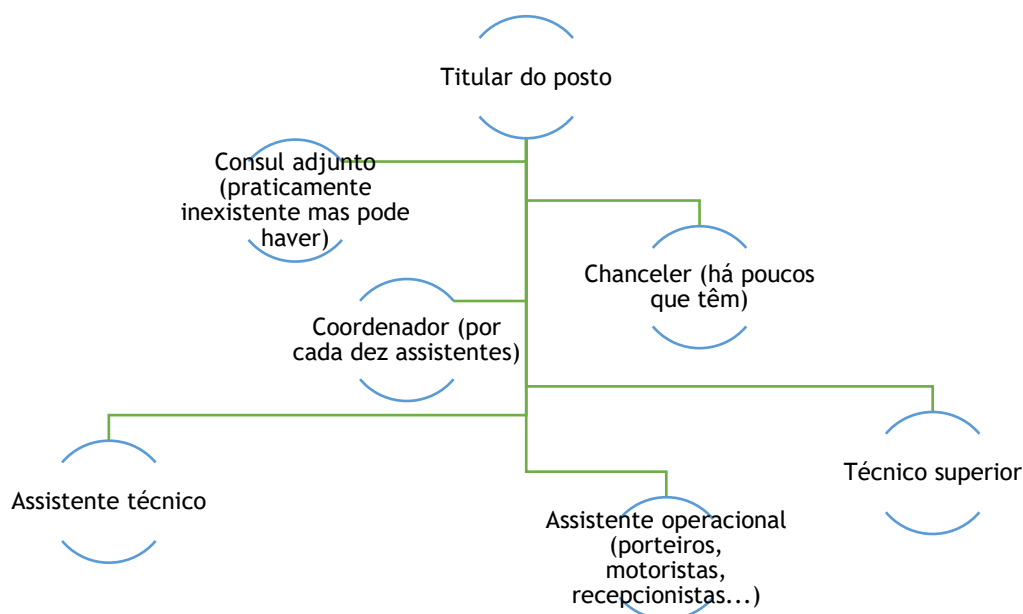 Titular do posto
Consul adjunto
(praticamente
inexistente mas pode
haver)
Chanceler (há poucos
que têm)
Coordenador (por
cada dez assistentes)
Assistente técnico
Técnico superior
Assistente operacional
(porteiros,
motoristas,
recepcionistas...)